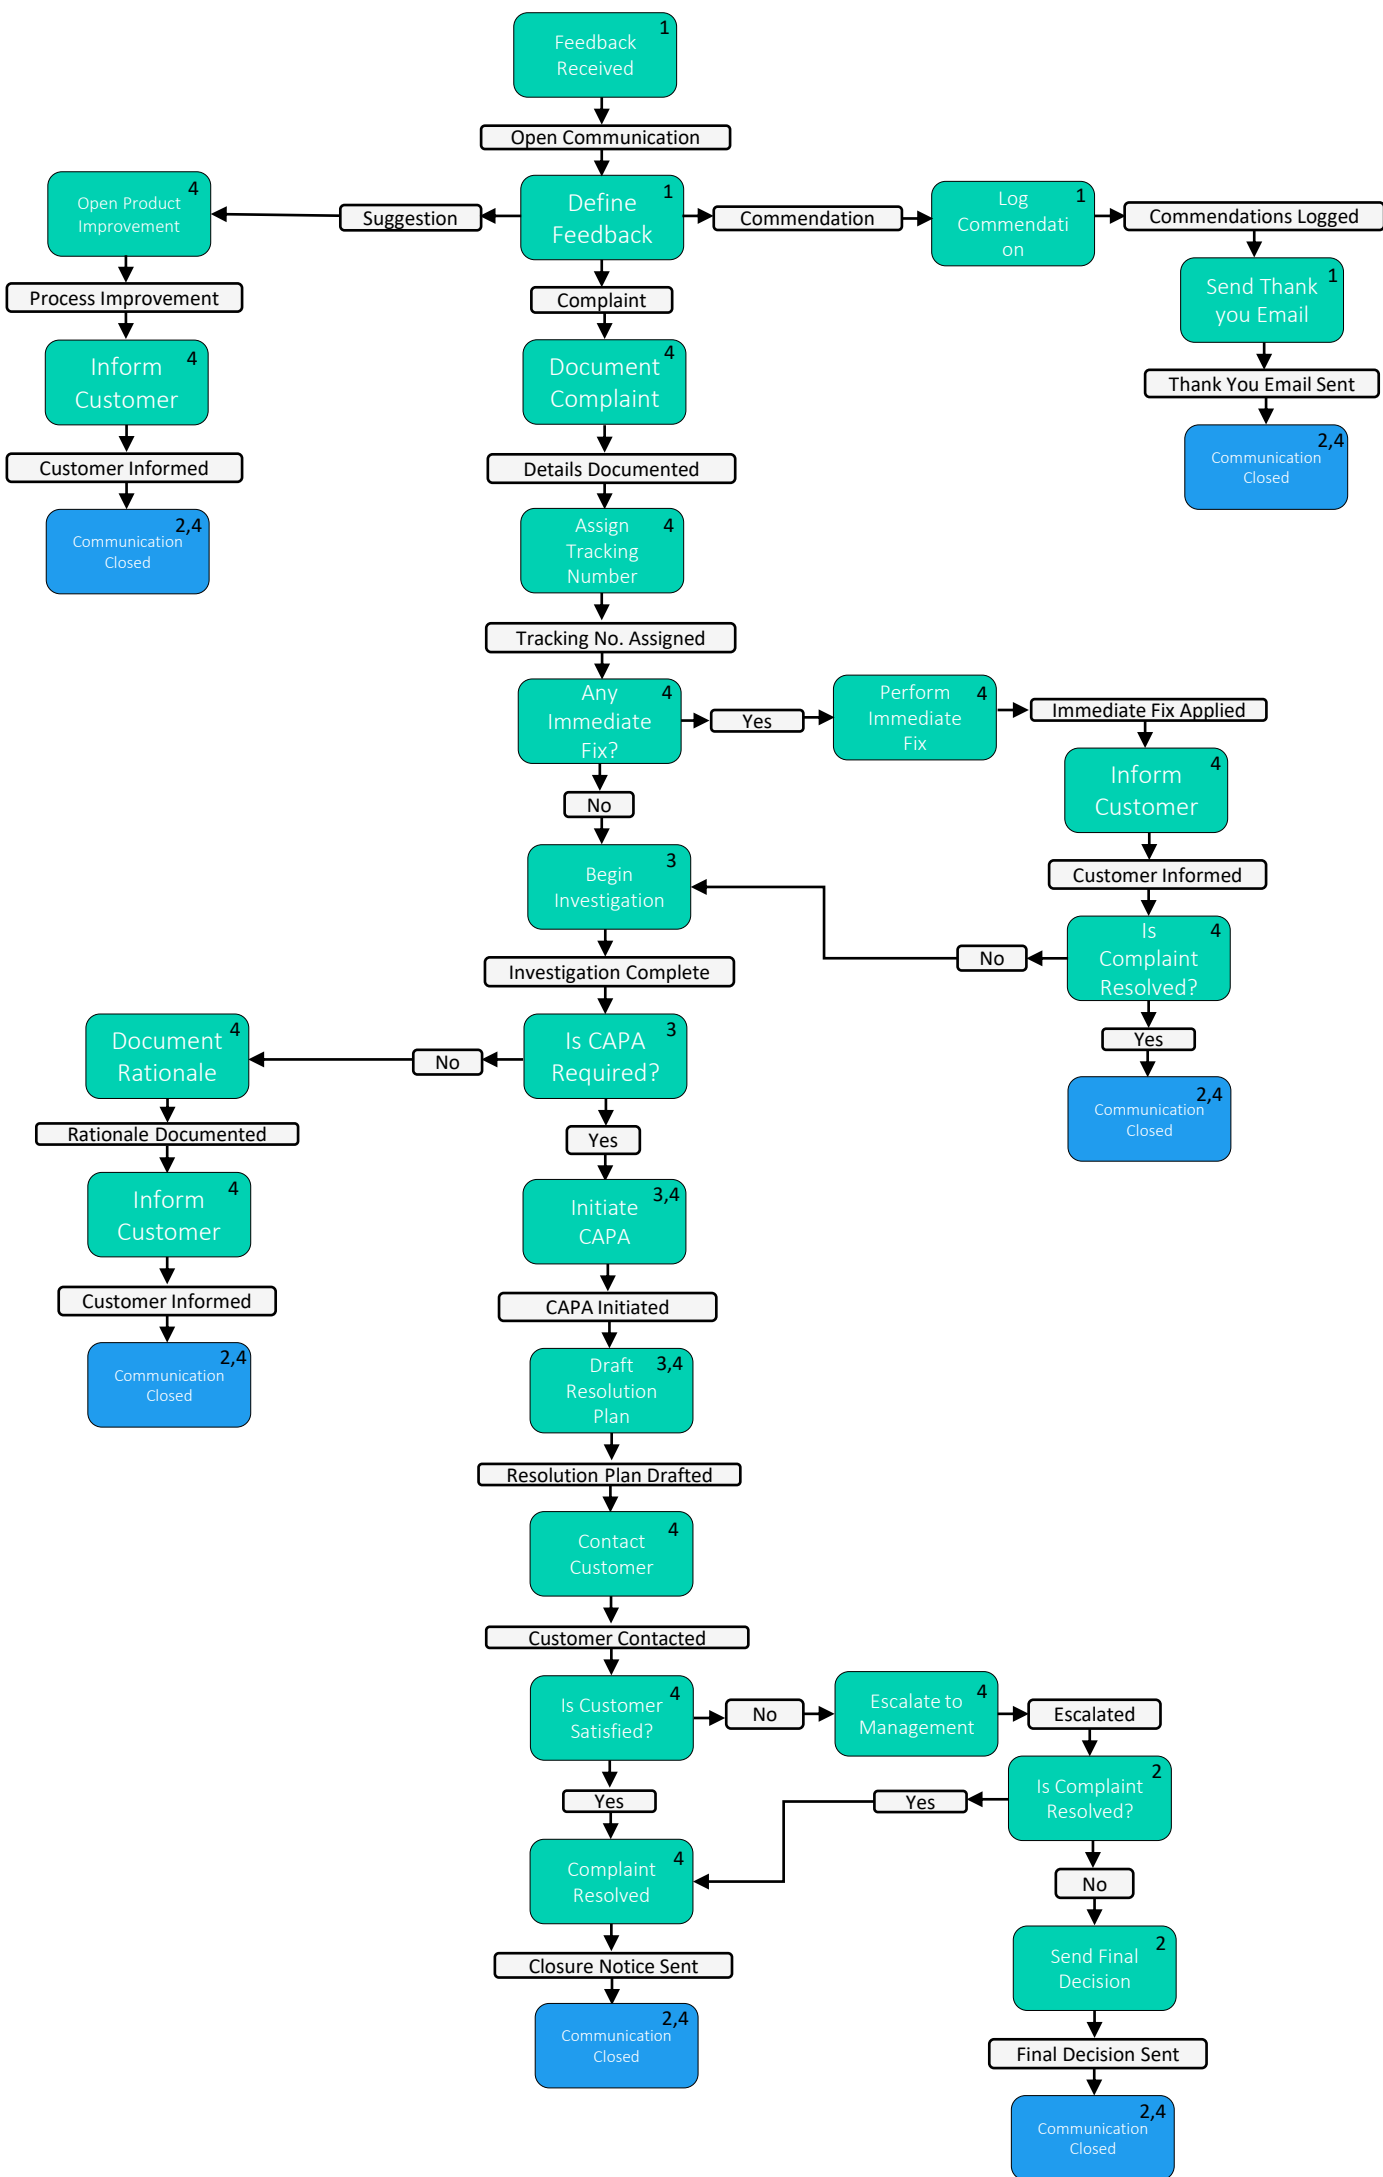 1
Feedback
Received
Open Communication
4
Open Product
Improvement
Suggestion
1
Define
Feedback
Commendation
1
Log
Commendati
on
Commendations Logged
Process Improvement
Complaint
1
Send Thank
you Email
4
Inform
Customer
4
Document
Complaint
Thank You Email Sent
Customer Informed
Details Documented
2,4
Communication
Closed
2,4
Communication
Closed
4
Assign
Tracking
Number
Tracking No. Assigned
4
Any
Immediate
Fix?
Yes
4
Perform
Immediate
Fix
Immediate Fix Applied
No
4
Inform
Customer
3
Begin
Investigation
Customer Informed
4
Is
Complaint
Resolved?
No
Investigation Complete
Yes
4
Document
Rationale
No
3
Is CAPA
Required?
2,4
Communication
Closed
Rationale Documented
Yes
4
Inform
Customer
3,4
Initiate
CAPA
Customer Informed
CAPA Initiated
2,4
Communication
Closed
3,4
Draft
Resolution
Plan
Resolution Plan Drafted
4
Contact
Customer
Customer Contacted
4
Is Customer
Satisfied?
No
4
Escalate to
Management
Escalated
Yes
Yes
2
Is Complaint
Resolved?
4
Complaint
Resolved
No
Closure Notice Sent
2
Send Final
Decision
2,4
Communication
Closed
Final Decision Sent
2,4
Communication
Closed